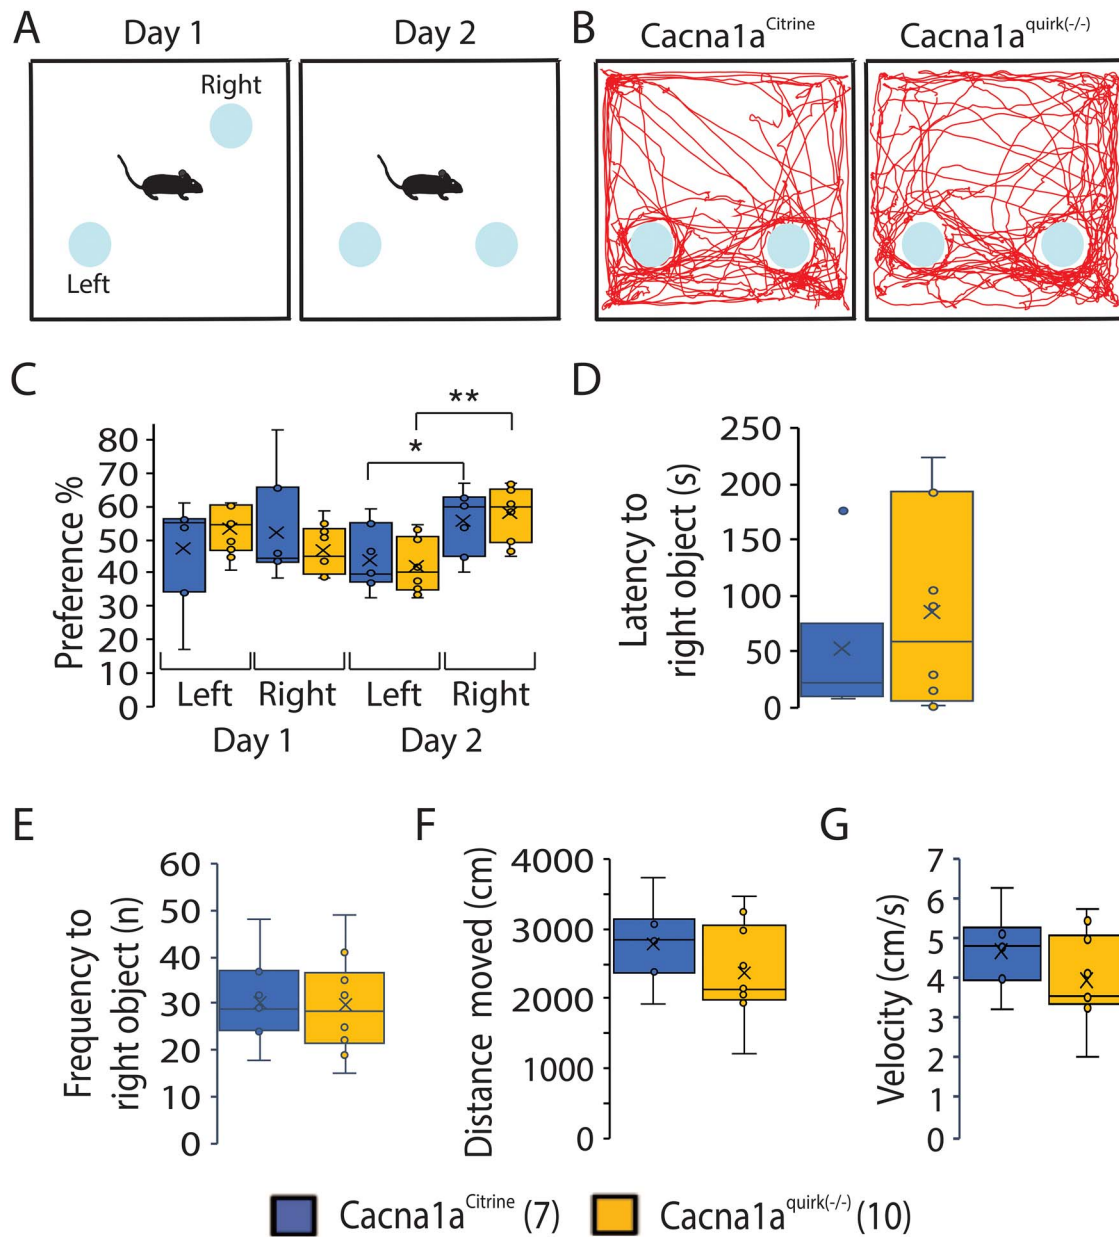 A
Day 1
Day 2
Right
Left
B
Cacna1a^Citrine
Cacna1a^quirk(-/-)
C
Preference %
80
70
60
50
40
30
20
10
0
*
**
Left
Right
Left
Right
Day 1
Day 2
D
Latency to
right object (s)
250
200
150
100
50
0
E
Frequency to
right object (n)
60
50
40
30
20
10
0
F
Distance moved (cm)
4000
3000
2000
1000
0
G
Velocity (cm/s)
7
6
5
4
3
2
1
0
Cacna1a^Citrine (7)
Cacna1a^quirk(-/-) (10)